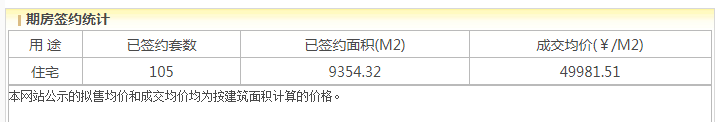 期房签约统计
用 途 已签约套数 已签约面积(M2) 成交均价(￥/M2)
住宅 105 9354.32 49981.51
本网站公示的拟售均价和成交均价均为按建筑面积计算的价格。